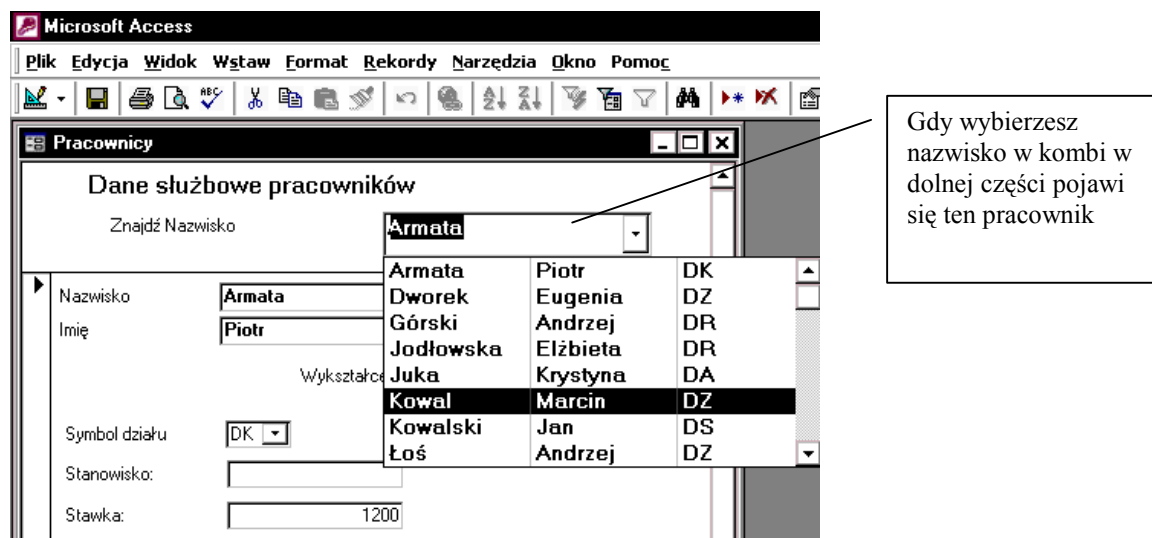 Microsoft Access
Plik Edycja Widok Wstaw Format Rekordy Narzędzia Okno Pomoc
Pracownicy
Dane służbowe pracowników
Znajdź Nazwisko Armata
Armata Piotr DK
Dworek Eugenia DZ
Górski Andrzej DR
Jodłowska Elżbieta DR
Juka Krystyna DA
Kowal Marcin DZ
Kowalski Jan DS
Łoś Andrzej DZ
Nazwisko Armata
Imię Piotr
Wykształce
Symbol działu DK
Stanowisko:
Stawka: 1200
Gdy wybierzesz
nazwisko w kombi w
dolnej części pojawi
się ten pracownik